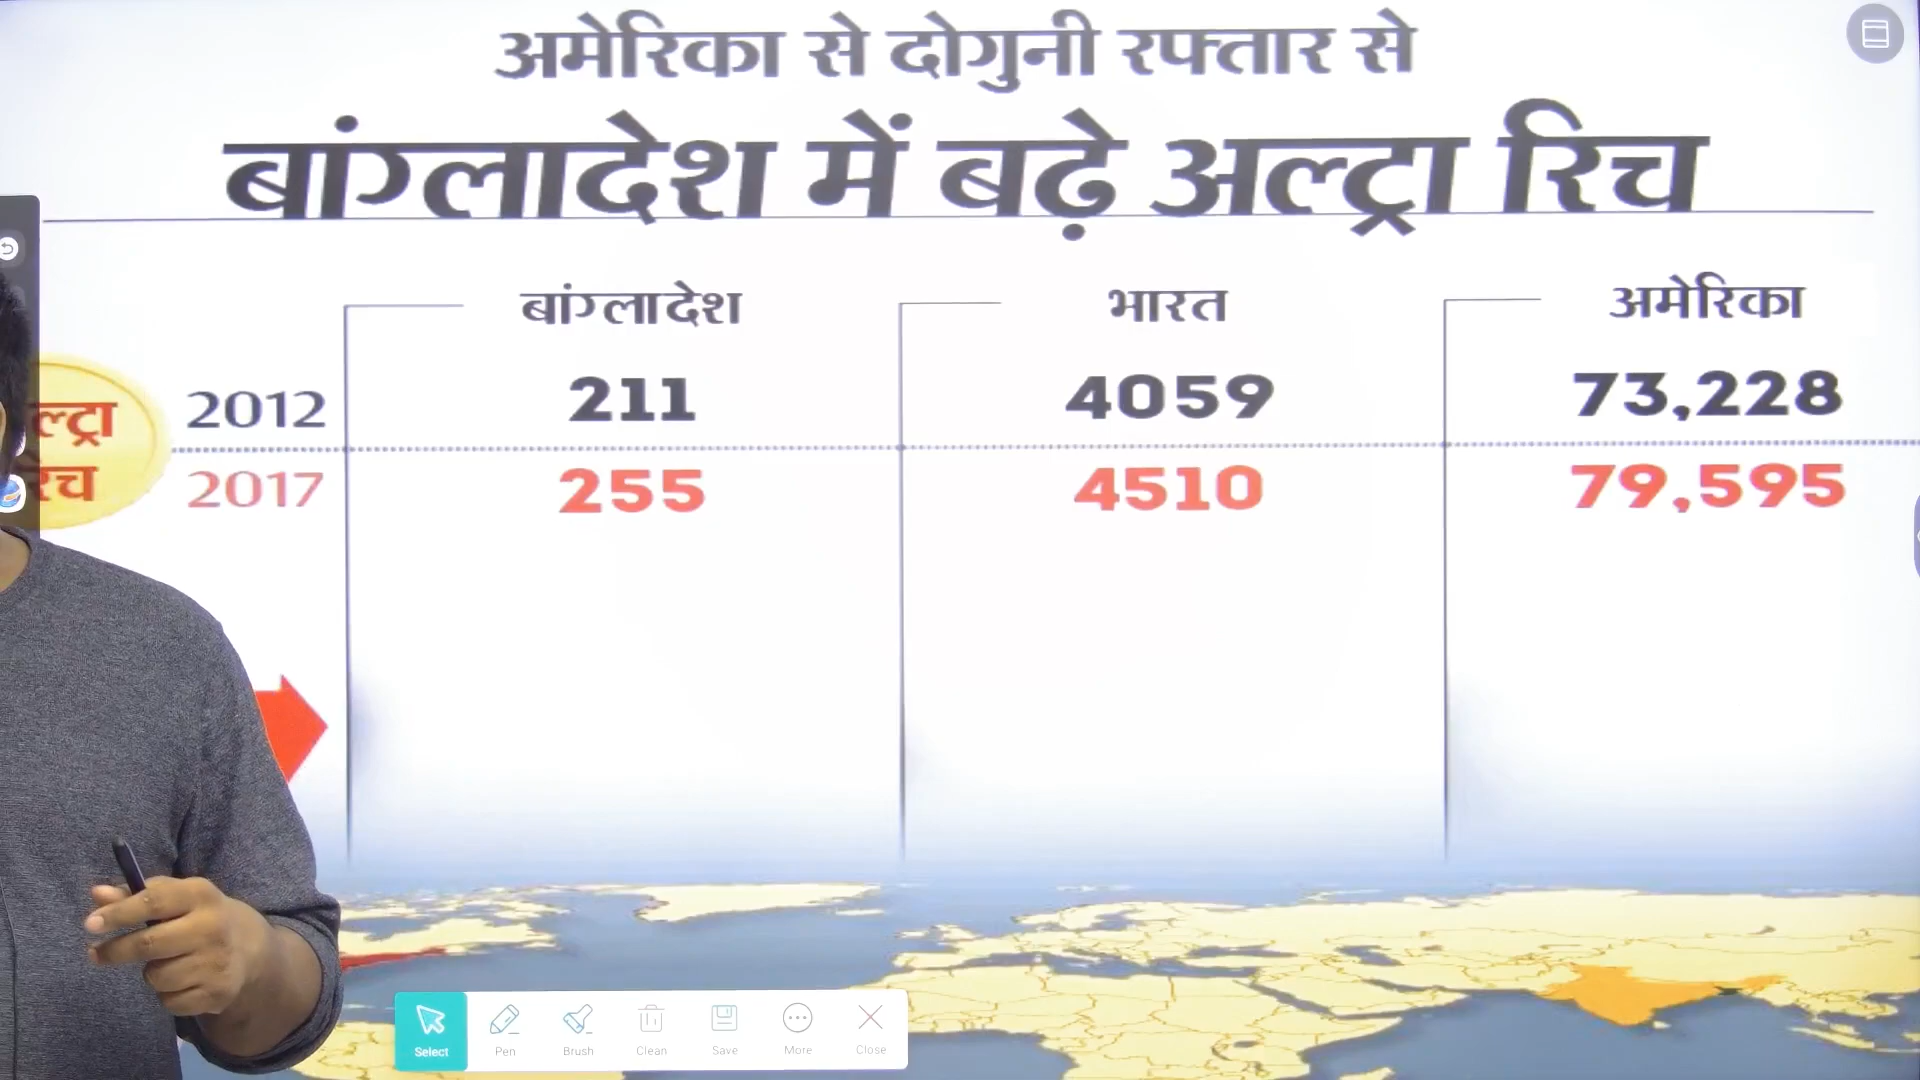 अमेरिका से दोगुनी रफ्तार से
बांग्लादेश में बढ़े अल्ट्रा रिच
बांग्लादेश भारत अमेरिका
2012 211 4059 73,228
2017 255 4510 79,595
Select Pen Brush Clean Save More Close